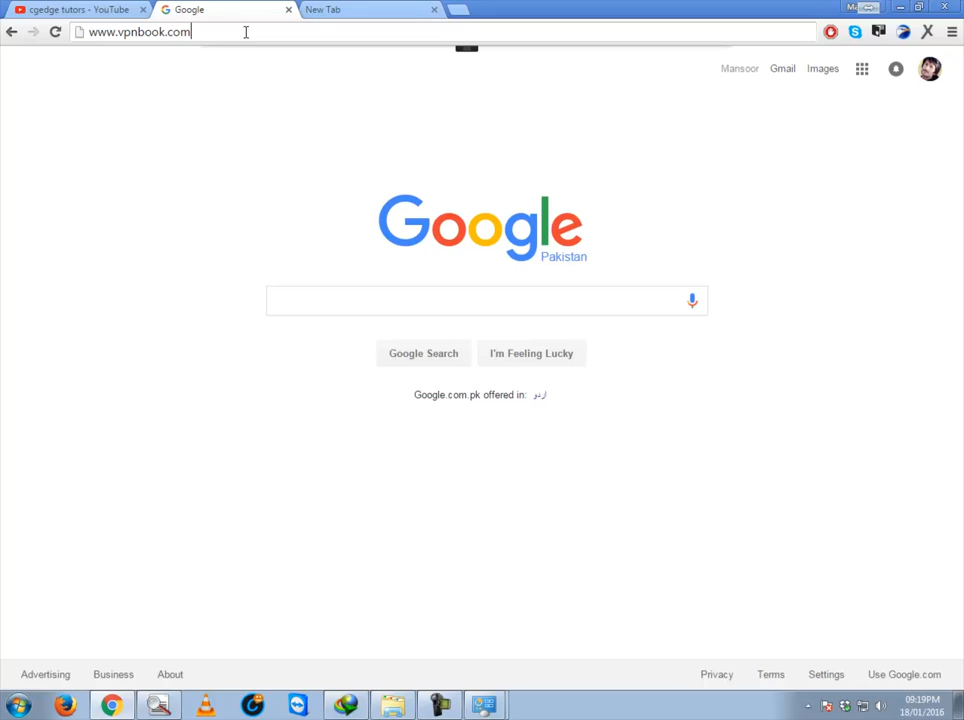 cgedge tutors - YouTube
Google
New Tab
www.vpnbook.com
Mansoor
Gmail
Images
Google
Pakistan
Google Search
I'm Feeling Lucky
Google.com.pk offered in: اردو
Advertising
Business
About
Privacy
Terms
Settings
Use Google.com
09:19PM
18/01/2016